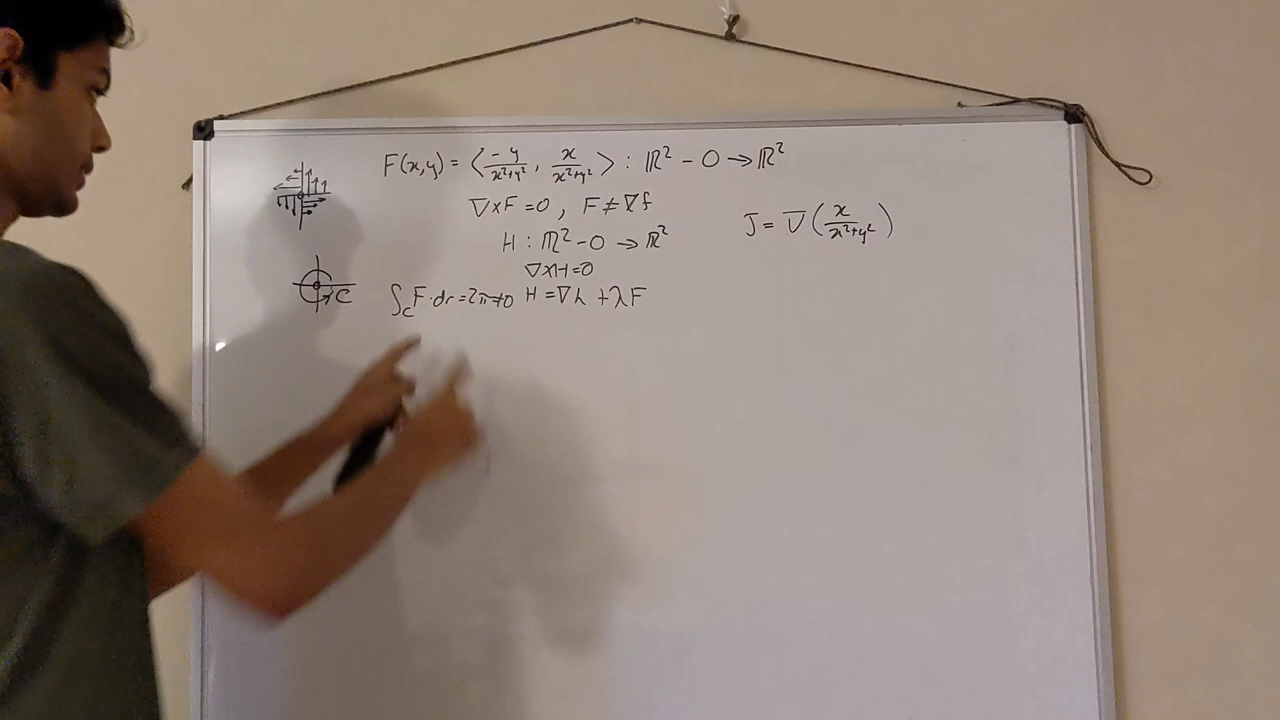 F(x,y) = ⟨-y/x²+y², x/x²+y²⟩ : ℝ² - 0 → ℝ²
∇×F = 0 , F ≠ ∇f
J = ∇(x/x²+y²)
H : ℝ² - 0 → ℝ²
∇×H = 0
C
∫_C F·dr = 2π ≠ 0
H = ∇h + λF